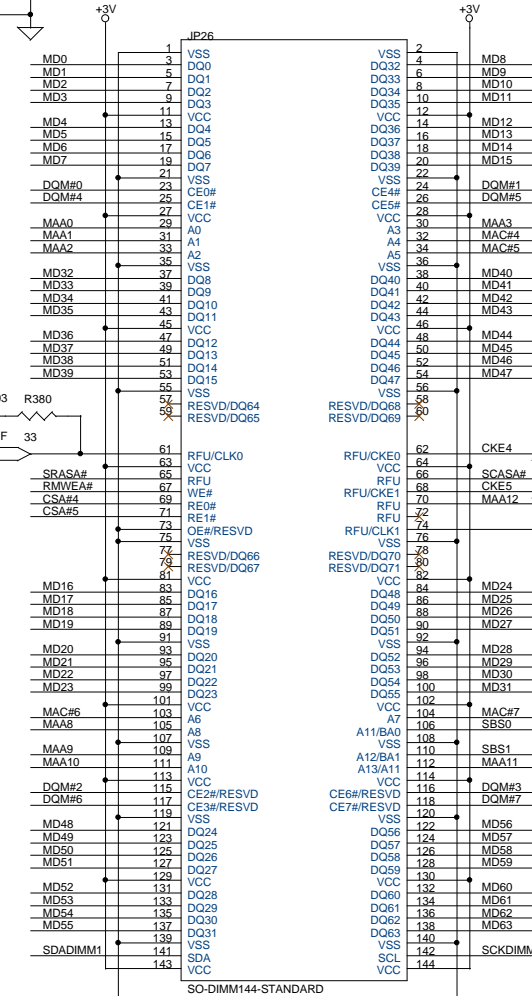 +3V +3V
JP26
1 VSS VSS 2
MD0 3 DQ0 DQ32 4 MD8
MD1 5 DQ1 DQ33 6 MD9
MD2 7 DQ2 DQ34 8 MD10
MD3 9 DQ3 DQ35 10 MD11
11 VCC VCC 12
MD4 13 DQ4 DQ36 14 MD12
MD5 15 DQ5 DQ37 16 MD13
MD6 17 DQ6 DQ38 18 MD14
MD7 19 DQ7 DQ39 20 MD15
21 VSS VSS 22
DQM#0 23 CE0# CE4# 24 DQM#1
DQM#4 25 CE1# CE5# 26 DQM#5
27 VCC VCC 28
MAA0 29 A0 A3 30 MAA3
MAA1 31 A1 A4 32 MAC#4
MAA2 33 A2 A5 34 MAC#5
35 VSS VSS 36
MD32 37 DQ8 DQ40 38 MD40
MD33 39 DQ9 DQ41 40 MD41
MD34 41 DQ10 DQ42 42 MD42
MD35 43 DQ11 DQ43 44 MD43
45 VCC VCC 46
MD36 47 DQ12 DQ44 48 MD44
MD37 49 DQ13 DQ45 50 MD45
MD38 51 DQ14 DQ46 52 MD46
MD39 53 DQ15 DQ47 54 MD47
55 VSS VSS 56
57 RESVD/DQ64 RESVD/DQ68 58
59 RESVD/DQ65 RESVD/DQ69 60
R380
F 33
61 RFU/CLK0 RFU/CKE0 62 CKE4
63 VCC VCC 64
SRASA# 65 RFU RFU 66 SCASA#
RMWEA# 67 WE# RFU/CKE1 68 CKE5
CSA#4 69 RE0# RFU 70 MAA12
CSA#5 71 RE1# RFU 72
73 OE#/RESVD RFU/CLK1 74
75 VSS VSS 76
77 RESVD/DQ66 RESVD/DQ70 78
79 RESVD/DQ67 RESVD/DQ71 80
81 VCC VCC 82
MD16 83 DQ16 DQ48 84 MD24
MD17 85 DQ17 DQ49 86 MD25
MD18 87 DQ18 DQ50 88 MD26
MD19 89 DQ19 DQ51 90 MD27
91 VSS VSS 92
MD20 93 DQ20 DQ52 94 MD28
MD21 95 DQ21 DQ53 96 MD29
MD22 97 DQ22 DQ54 98 MD30
MD23 99 DQ23 DQ55 100 MD31
101 VCC VCC 102
MAC#6 103 A6 A7 104 MAC#7
MAA8 105 A8 A11/BA0 106 SBS0
107 VSS VSS 108
MAA9 109 A9 A12/BA1 110 SBS1
MAA10 111 A10 A13/A11 112 MAA11
113 VCC VCC 114
DQM#2 115 CE2#/RESVD CE6#/RESVD 116 DQM#3
DQM#6 117 CE3#/RESVD CE7#/RESVD 118 DQM#7
119 VSS VSS 120
MD48 121 DQ24 DQ56 122 MD56
MD49 123 DQ25 DQ57 124 MD57
MD50 125 DQ26 DQ58 126 MD58
MD51 127 DQ27 DQ59 128 MD59
129 VCC VCC 130
MD52 131 DQ28 DQ60 132 MD60
MD53 133 DQ29 DQ61 134 MD61
MD54 135 DQ30 DQ62 136 MD62
MD55 137 DQ31 DQ63 138 MD63
139 VSS VSS 140
SDADIMM1 141 SDA SCL 142 SCKDIMM
143 VCC VCC 144
SO-DIMM144-STANDARD